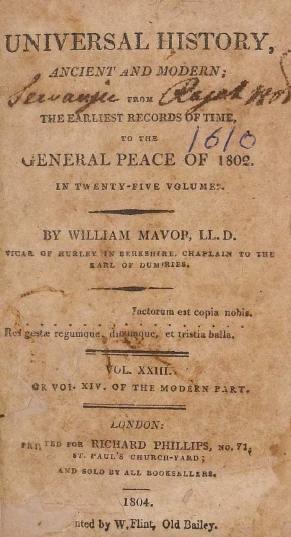 UNIVERSAL HISTORY,
ANCIENT AND MODERN;
FROM
THE EARLIEST RECORDS OF TIME,
TO THE
1610
GENERAL PEACE OF 1802.
IN TWENTY-FIVE VOLUMES.
BY WILLIAM MAVOR, LL. D.
VICAR OF HURLEY IN BERKSHIRE, CHAPLAIN TO THE
EARL OF DUMFRIES.
Factorum est copia nobis.
Res gestæ regumque, ducumque, et tristia bella.
VOL. XXIII.
OR VOL. XIV. OF THE MODERN PART.
LONDON:
PRINTED FOR RICHARD PHILLIPS, NO. 71,
ST. PAUL'S CHURCH-YARD;
AND SOLD BY ALL BOOKSELLERS.
1804.
nted by W. Flint, Old Bailey.